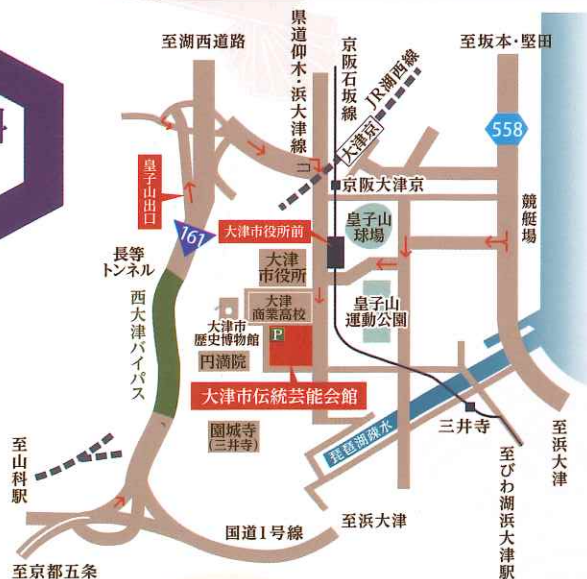 料
至湖西道路
県道仰木・浜大津線
京阪石坂線
JR湖西線
至坂本・堅田
大津京
558
皇子山出口
京阪大津京
161
大津市役所前
皇子山
球場
競艇場
長等
トンネル
大津
市役所
西大津バイパス
大津
商業高校
皇子山
運動公園
大津市
歴史博物館
P
円満院
大津市伝統芸能会館
園城寺
(三井寺)
琵琶湖疏水
三井寺
至浜大津
至山科駅
至びわ湖浜大津駅
国道1号線
至浜大津
至京都五条